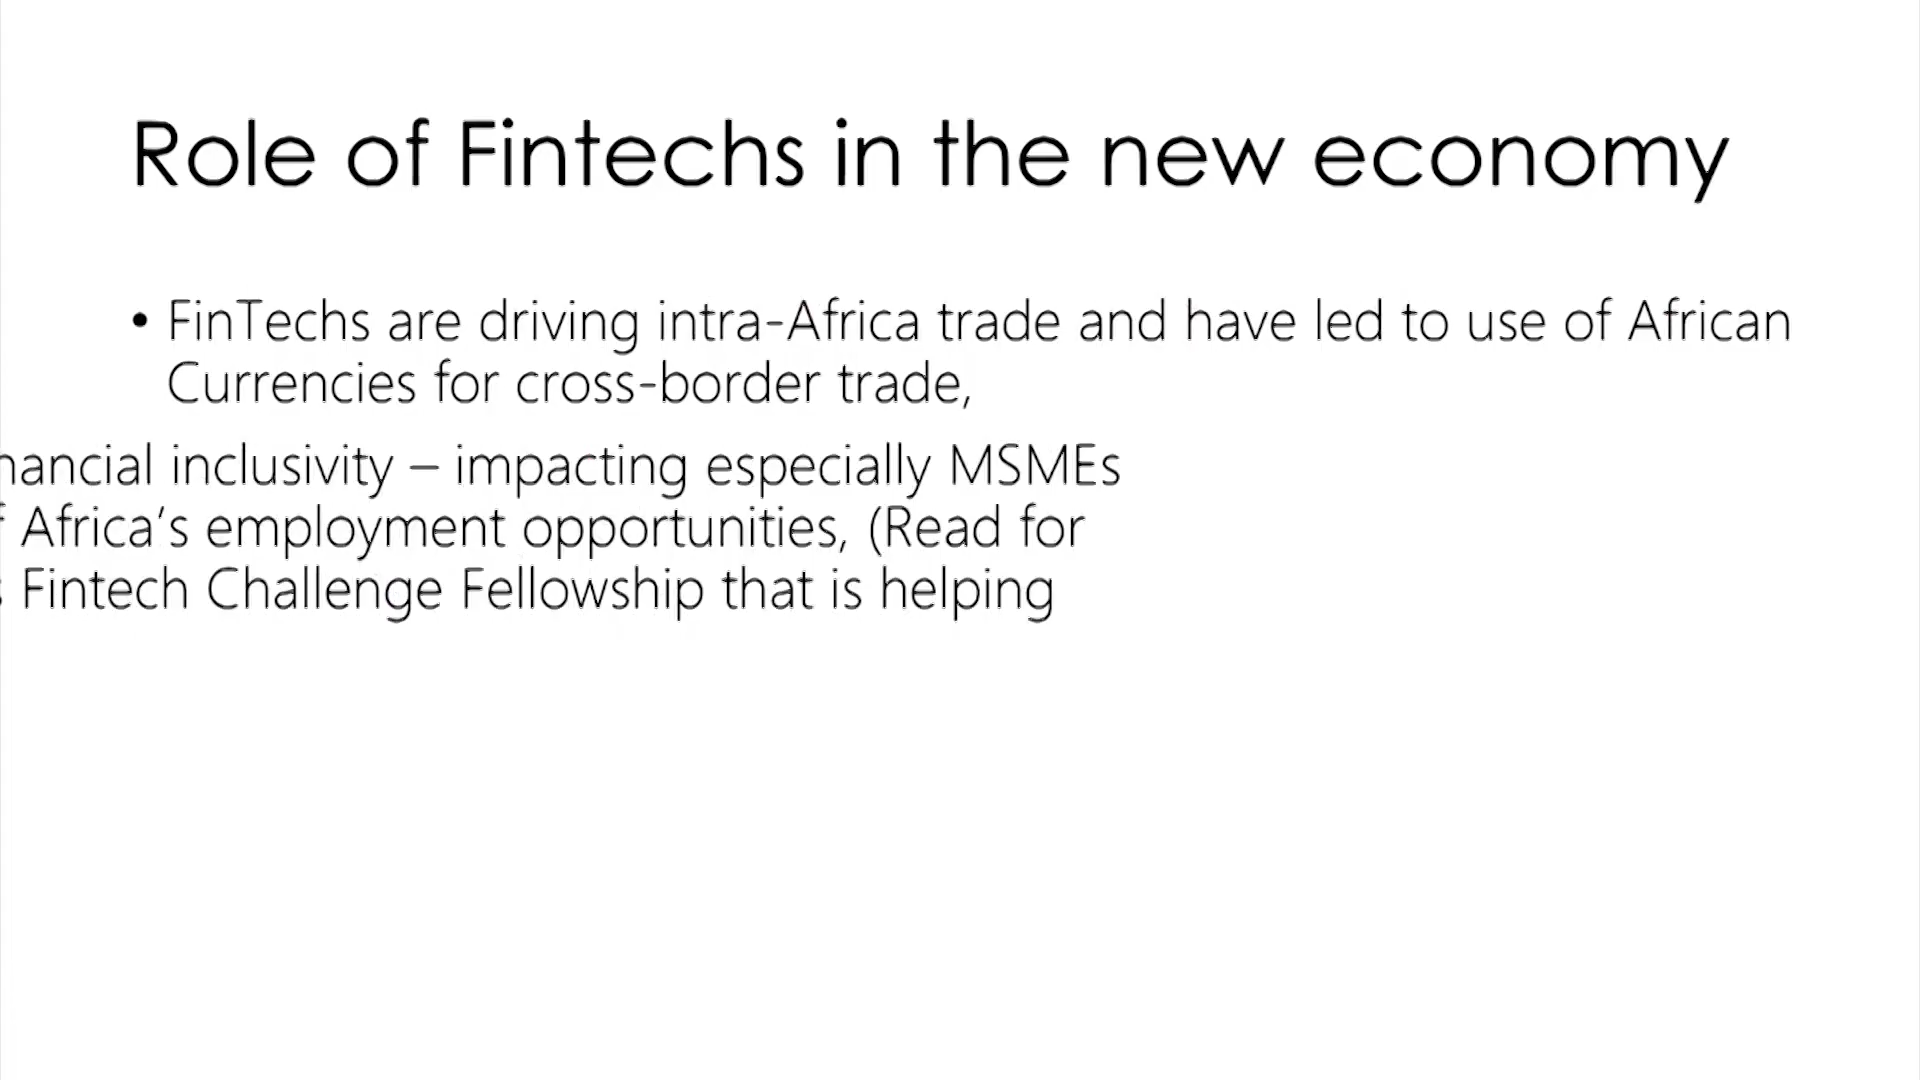 Role of Fintechs in the new economy
• FinTechs are driving intra-Africa trade and have led to use of African
Currencies for cross-border trade,
nancial inclusivity – impacting especially MSMEs
Africa’s employment opportunities, (Read for
Fintech Challenge Fellowship that is helping